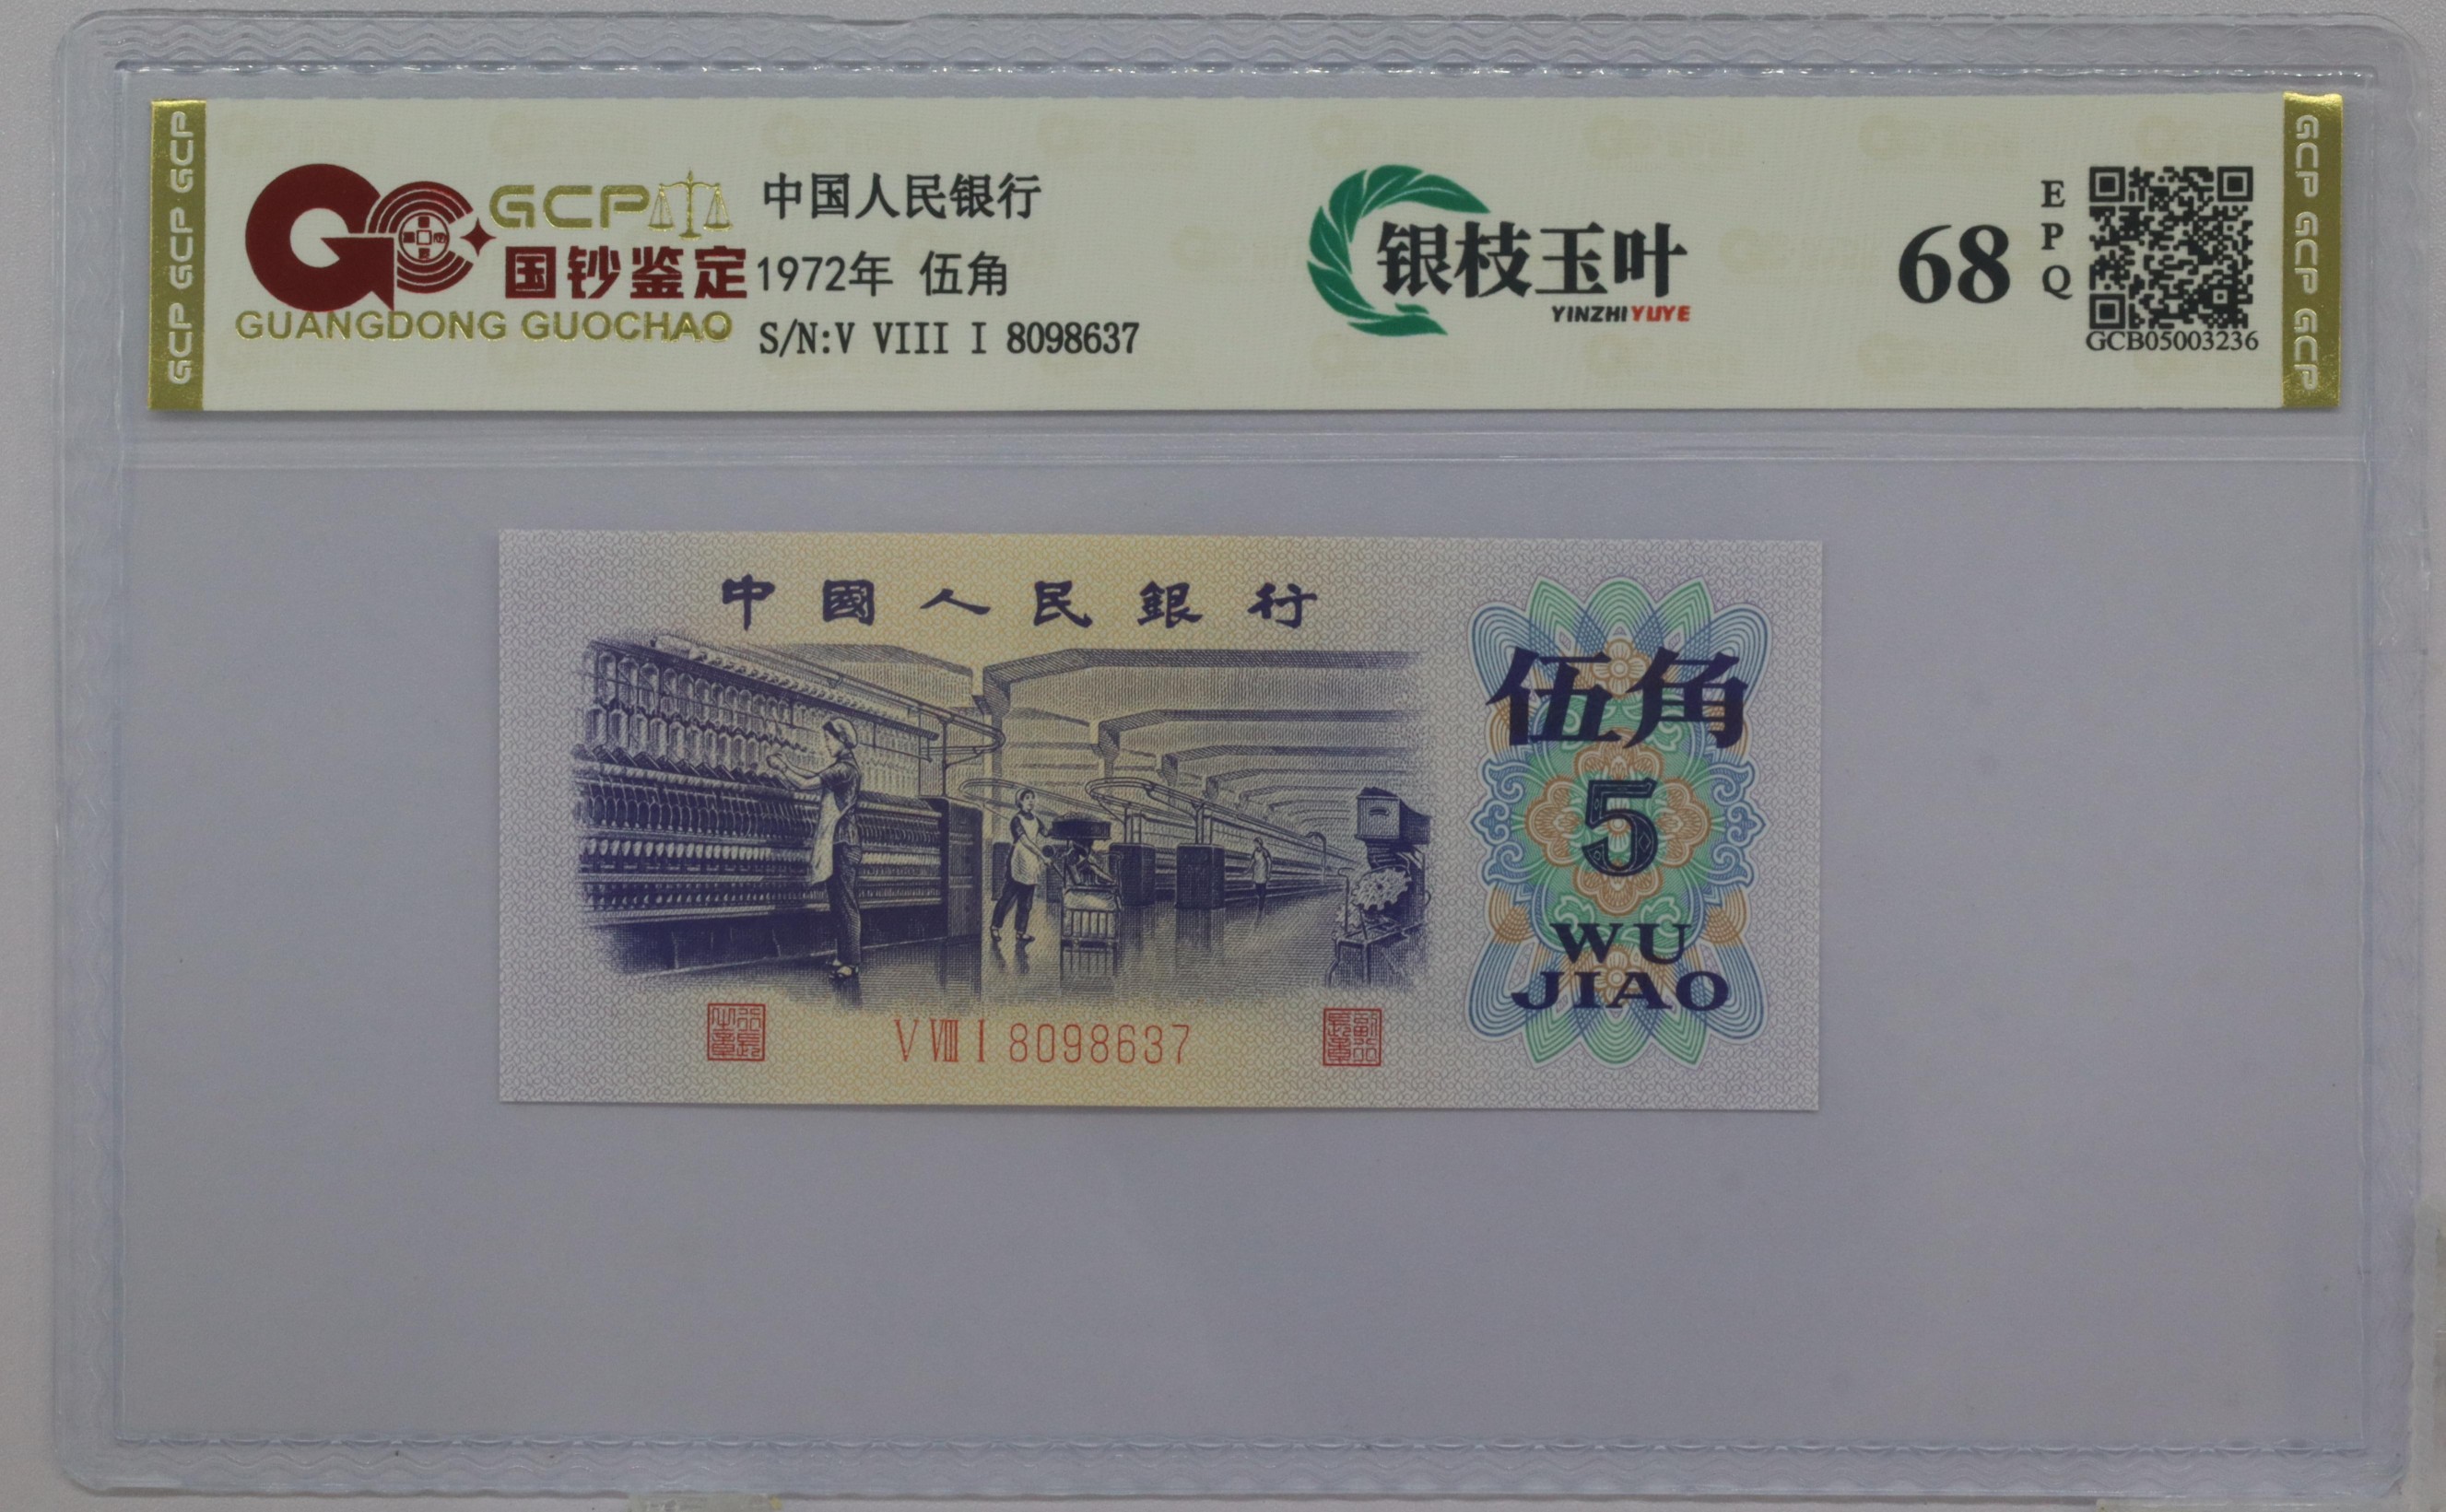 GCP GCP GCP
GCP
国钞鉴定
GUANGDONG GUOCHAO
中国人民银行
1972年 伍角
S/N:V VIII I 8098637
银枝玉叶
YINZHIYUYE
68
EPQ
GCB05003236
GCP GCP GCP
中國人民銀行
伍角
5
WU
JIAO
V VIII I 8098637